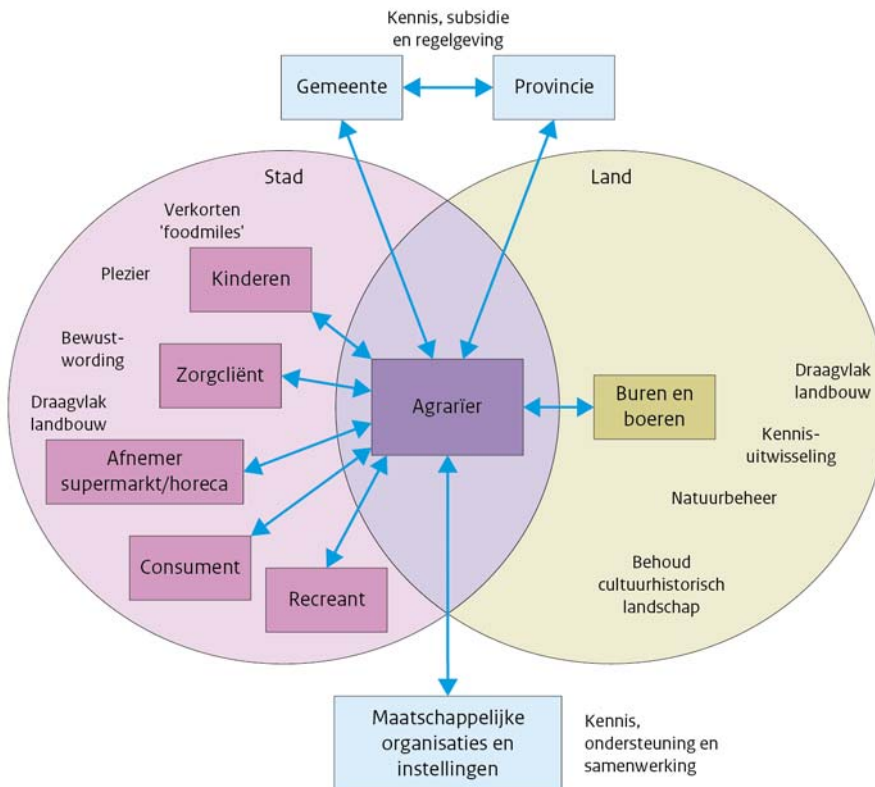 Kennis, subsidie
en regelgeving
Gemeente
Provincie
Stad
Land
Verkorten
'foodmiles'
Plezier
Kinderen
Bewust-
wording
Zorgcliënt
Draagvlak
landbouw
Afnemer
supermarkt/horeca
Consument
Recreant
Agrarïer
Buren en
boeren
Draagvlak
landbouw
Kennis-
uitwisseling
Natuurbeheer
Behoud
cultuurhistorisch
landschap
Maatschappelijke
organisaties en
instellingen
Kennis,
ondersteuning en
samenwerking